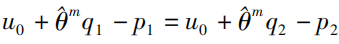 u₀ + θ̂ᵐq₁ − p₁ = u₀ + θ̂ᵐq₂ − p₂